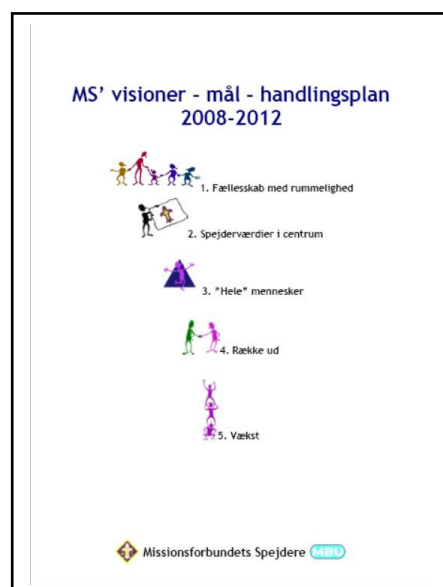 MS' visioner – mål – handlingsplan
2008-2012
1. Fællesskab med rummelighed
2. Spejderværdier i centrum
3. "Hele" mennesker
4. Række ud
5. Vækst
Missionsforbundets Spejdere MBU